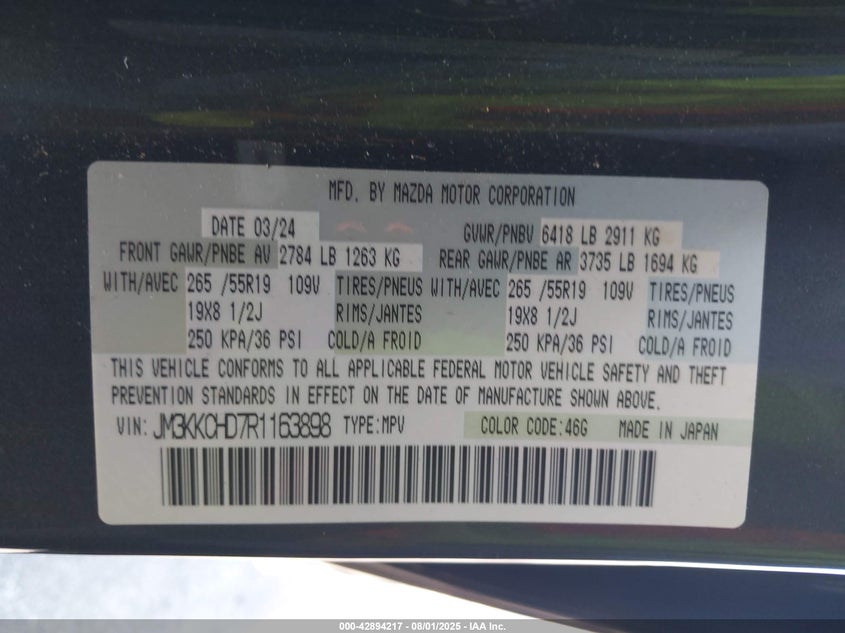 MFD. BY MAZDA MOTOR CORPORATION
DATE 03/24 GVWR/PNBV 6418 LB 2911 KG
FRONT GAWR/PNBE AV 2784 LB 1263 KG REAR GAWR/PNBE AR 3735 LB 1694 KG
WITH/AVEC 265 /55R19 109V TIRES/PNEUS WITH/AVEC 265 /55R19 109V TIRES/PNEUS
19X8 1/2J RIMS/JANTES 19X8 1/2J RIMS/JANTES
250 KPA/36 PSI COLD/A FROID 250 KPA/36 PSI COLD/A FROID
THIS VEHICLE CONFORMS TO ALL APPLICABLE FEDERAL MOTOR VEHICLE SAFETY AND THEFT
PREVENTION STANDARDS IN EFFECT ON THE DATE OF MANUFACTURE SHOWN ABOVE.
VIN: JM3KKCHD7R1163898 TYPE:MPV COLOR CODE:46G MADE IN JAPAN
000-42894217 - 08/01/2025 - IAA Inc.